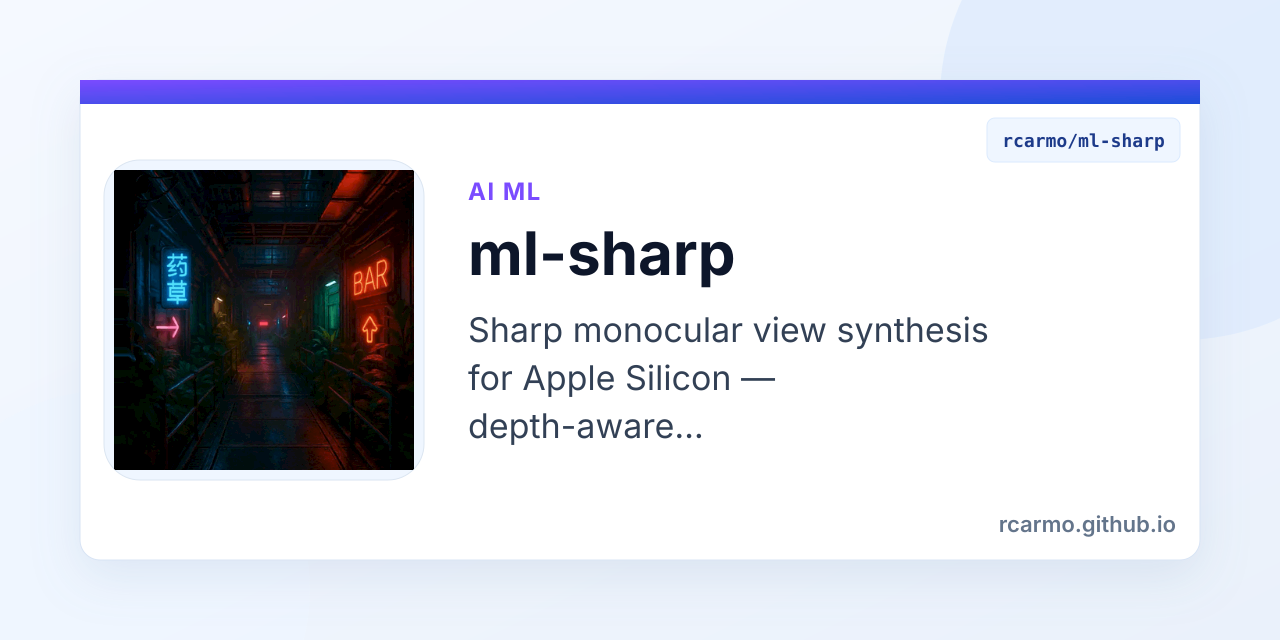 rcarmo/ml-sharp
AI ML
ml-sharp
Sharp monocular view synthesis
for Apple Silicon —
depth-aware...
药草
→
BAR
⇧
rcarmo.github.io